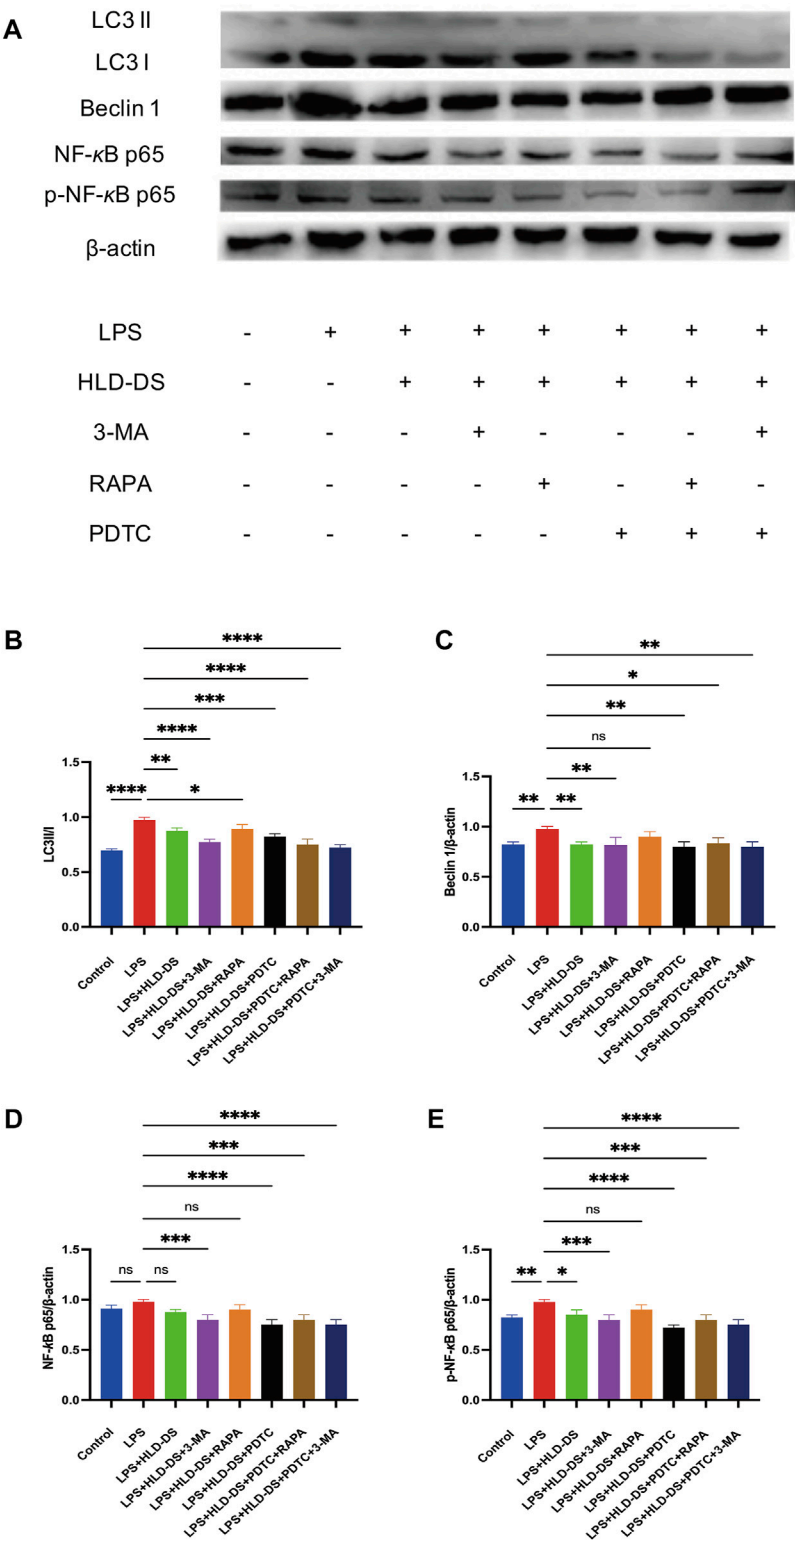 A
LC3 II
LC3 I
Beclin 1
NF-κB p65
p-NF-κB p65
β-actin
LPS - + + + + + + +
HLD-DS - - + + + + + +
3-MA - - - + - - - +
RAPA - - - - + - + -
PDTC - - - - - + + +
B
****
****
***
****
**
**** *
LC3II/I
1.5
1.0
0.5
0.0
Control
LPS
LPS+HLD-DS
LPS+HLD-DS+3-MA
LPS+HLD-DS+RAPA
LPS+HLD-DS+PDTC
LPS+HLD-DS+PDTC+RAPA
LPS+HLD-DS+PDTC+3-MA
C
**
*
**
ns
**
** **
Beclin 1/β-actin
1.5
1.0
0.5
0.0
Control
LPS
LPS+HLD-DS
LPS+HLD-DS+3-MA
LPS+HLD-DS+RAPA
LPS+HLD-DS+PDTC
LPS+HLD-DS+PDTC+RAPA
LPS+HLD-DS+PDTC+3-MA
D
****
***
****
ns
***
ns ns
NF-kB p65/β-actin
1.5
1.0
0.5
0.0
Control
LPS
LPS+HLD-DS
LPS+HLD-DS+3-MA
LPS+HLD-DS+RAPA
LPS+HLD-DS+PDTC
LPS+HLD-DS+PDTC+RAPA
LPS+HLD-DS+PDTC+3-MA
E
****
***
****
ns
***
** *
p-NF-κB p65/β-actin
1.5
1.0
0.5
0.0
Control
LPS
LPS+HLD-DS
LPS+HLD-DS+3-MA
LPS+HLD-DS+RAPA
LPS+HLD-DS+PDTC
LPS+HLD-DS+PDTC+RAPA
LPS+HLD-DS+PDTC+3-MA